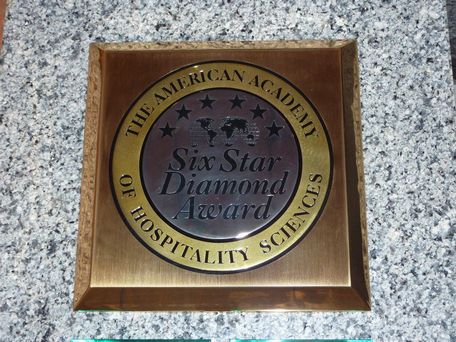 THE AMERICAN ACADEMY
Six Star
Diamond
Award
OF HOSPITALITY SCIENCES